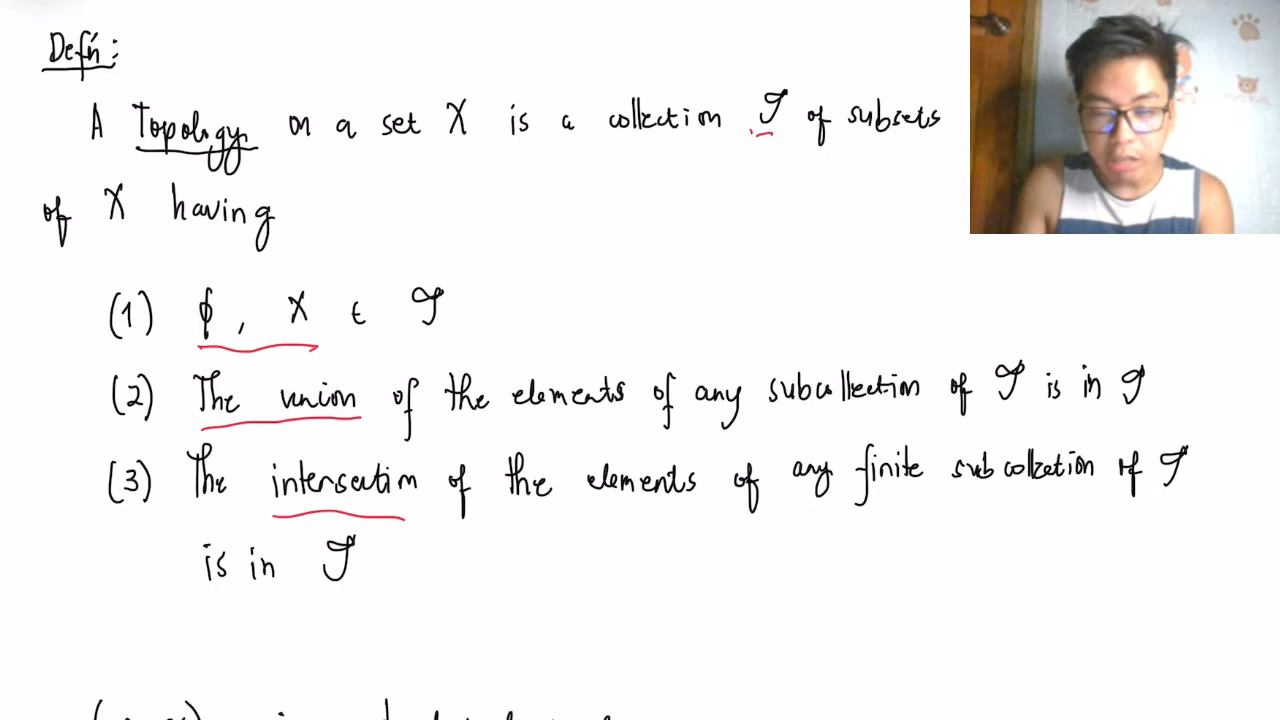 Defn:
A Topology on a set X is a collection 𝒯 of subsets
of X having
(1) ϕ, X ∈ 𝒯
(2) The union of the elements of any subcollection of 𝒯 is in 𝒯
(3) The intersection of the elements of any finite subcollection of 𝒯
is in 𝒯